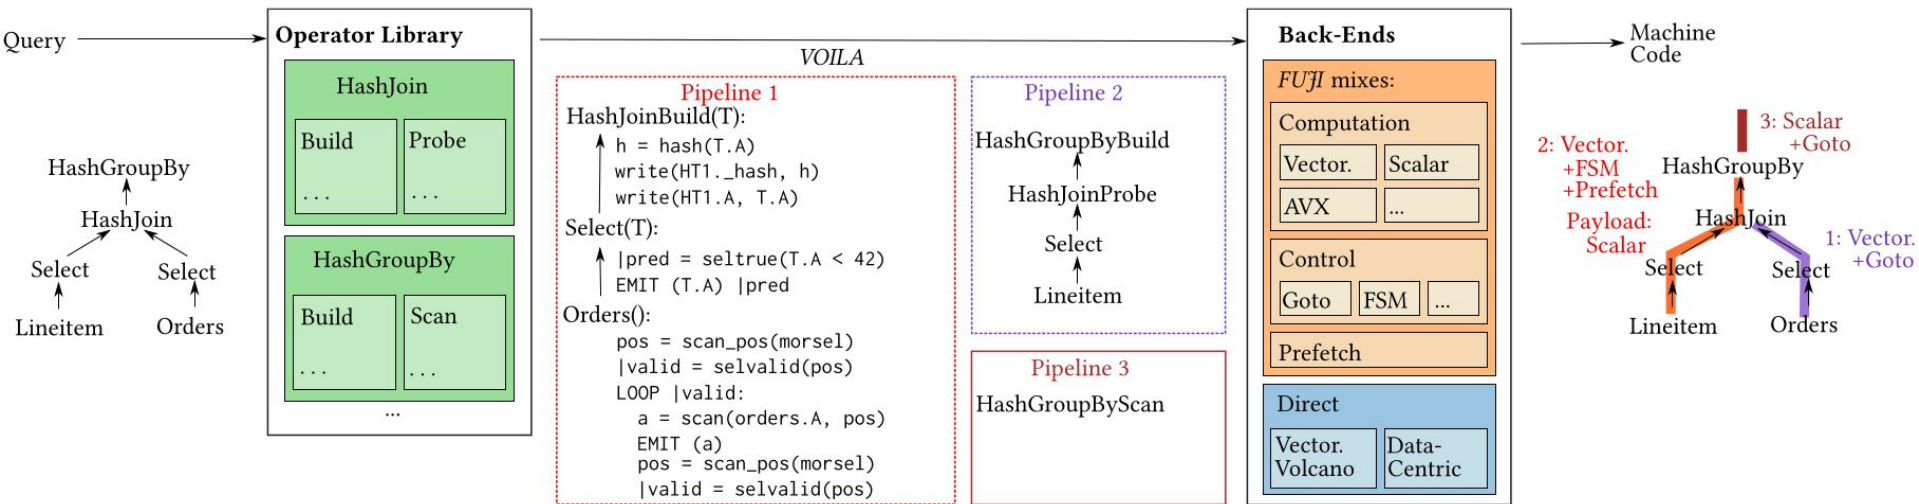 Query
HashGroupBy
HashJoin
Select
Select
Lineitem
Orders
Operator Library
HashJoin
Build
...
Probe
...
HashGroupBy
Build
...
Scan
...
...
VOILA
Pipeline 1
HashJoinBuild(T):
h = hash(T.A)
write(HT1._hash, h)
write(HT1.A, T.A)
Select(T):
|pred = seltrue(T.A < 42)
EMIT (T.A) |pred
Orders():
pos = scan_pos(morsel)
|valid = selvalid(pos)
LOOP |valid:
a = scan(orders.A, pos)
EMIT (a)
pos = scan_pos(morsel)
|valid = selvalid(pos)
Pipeline 2
HashGroupByBuild
HashJoinProbe
Select
Lineitem
Pipeline 3
HashGroupByScan
Back-Ends
FUJI mixes:
Computation
Vector.
Scalar
AVX
...
Control
Goto
FSM
...
Prefetch
Direct
Vector.
Volcano
Data-
Centric
Machine
Code
3: Scalar
+Goto
2: Vector.
+FSM
+Prefetch
Payload:
Scalar
HashGroupBy
HashJoin
1: Vector.
+Goto
Select
Select
Lineitem
Orders